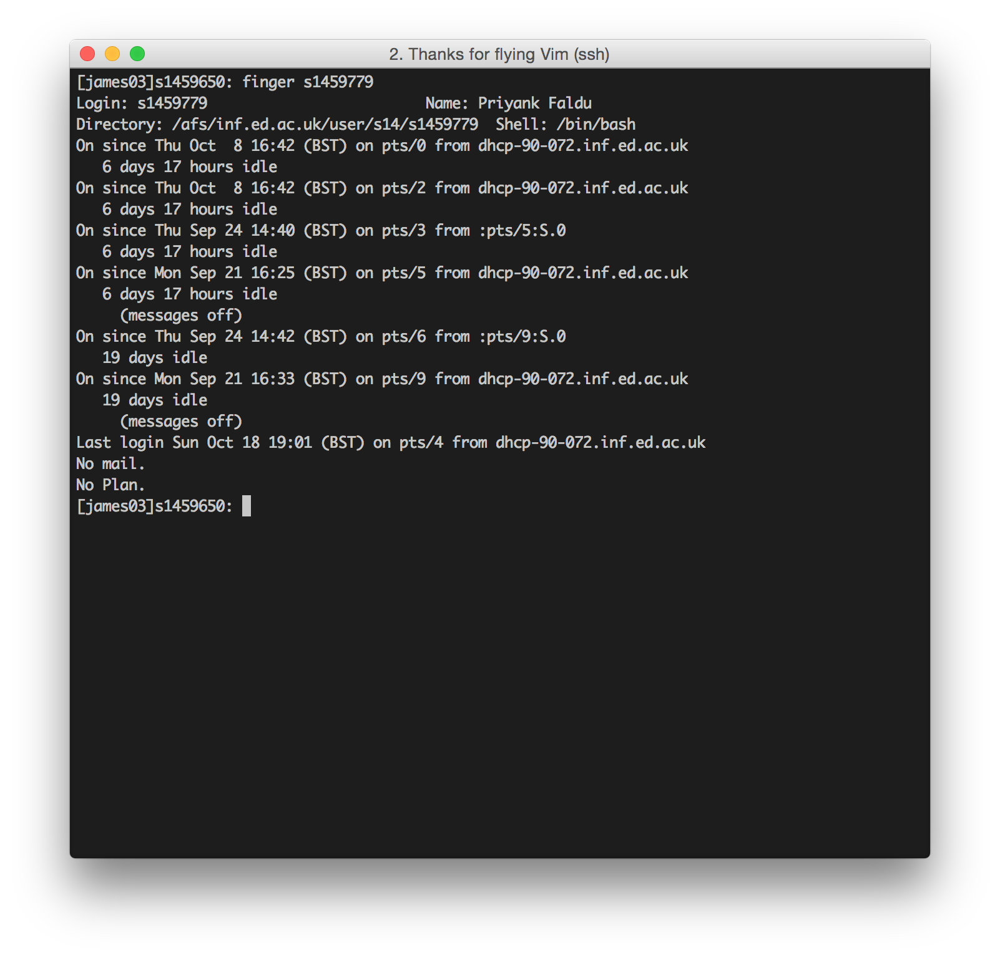 2. Thanks for flying Vim (ssh)
[james03]s1459650: finger s1459779
Login: s1459779                         Name: Priyank Faldu
Directory: /afs/inf.ed.ac.uk/user/s14/s1459779  Shell: /bin/bash
On since Thu Oct  8 16:42 (BST) on pts/0 from dhcp-90-072.inf.ed.ac.uk
   6 days 17 hours idle
On since Thu Oct  8 16:42 (BST) on pts/2 from dhcp-90-072.inf.ed.ac.uk
   6 days 17 hours idle
On since Thu Sep 24 14:40 (BST) on pts/3 from :pts/5:S.0
   6 days 17 hours idle
On since Mon Sep 21 16:25 (BST) on pts/5 from dhcp-90-072.inf.ed.ac.uk
   6 days 17 hours idle
     (messages off)
On since Thu Sep 24 14:42 (BST) on pts/6 from :pts/9:S.0
   19 days idle
On since Mon Sep 21 16:33 (BST) on pts/9 from dhcp-90-072.inf.ed.ac.uk
   19 days idle
     (messages off)
Last login Sun Oct 18 19:01 (BST) on pts/4 from dhcp-90-072.inf.ed.ac.uk
No mail.
No Plan.
[james03]s1459650: